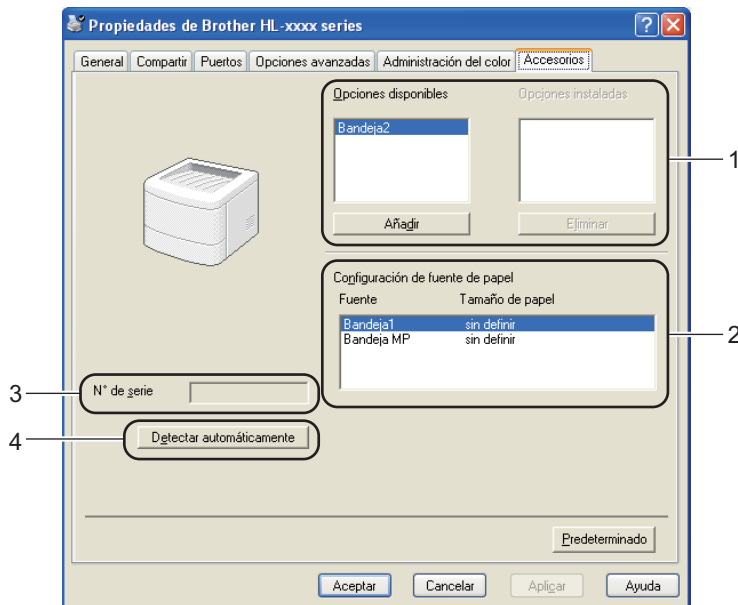 Propiedades de Brother HL-xxxx series
General Compartir Puertos Opciones avanzadas Administración del color Accesorios
Opciones disponibles Opciones instaladas
Bandeja2
1
Añadir Eliminar
Configuración de fuente de papel
Fuente Tamaño de papel
Bandeja1 sin definir
Bandeja MP sin definir
2
3 N° de serie
4 Detectar automáticamente
Predeterminado
Aceptar Cancelar Aplicar Ayuda